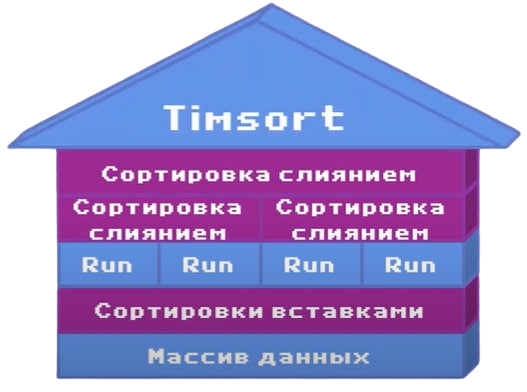 Timsort
Сортировка слиянием
Сортировка Сортировка
слиянием слиянием
Run Run Run Run
Сортировки вставками
Массив данных